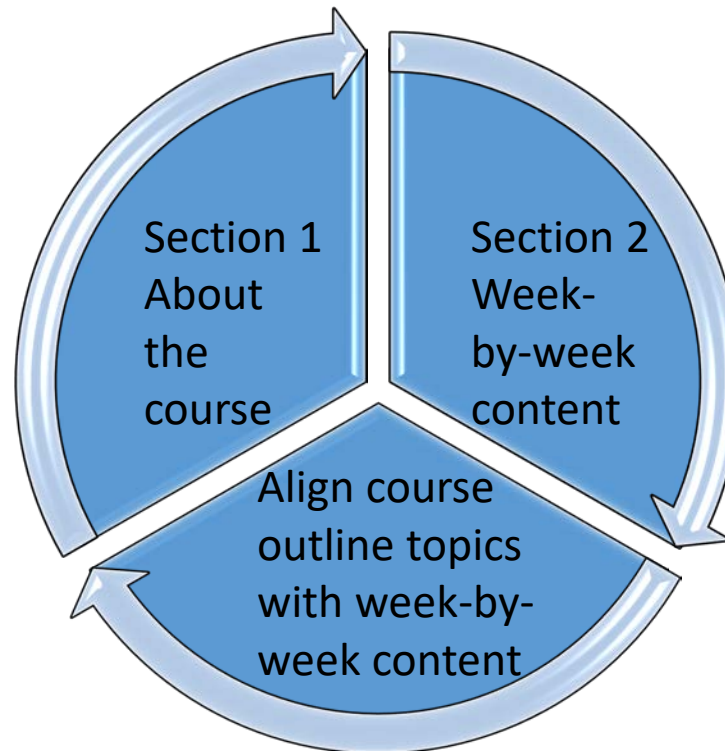 Section 1
About
the
course
Section 2
Week-
by-week
content
Align course
outline topics
with week-by-
week content